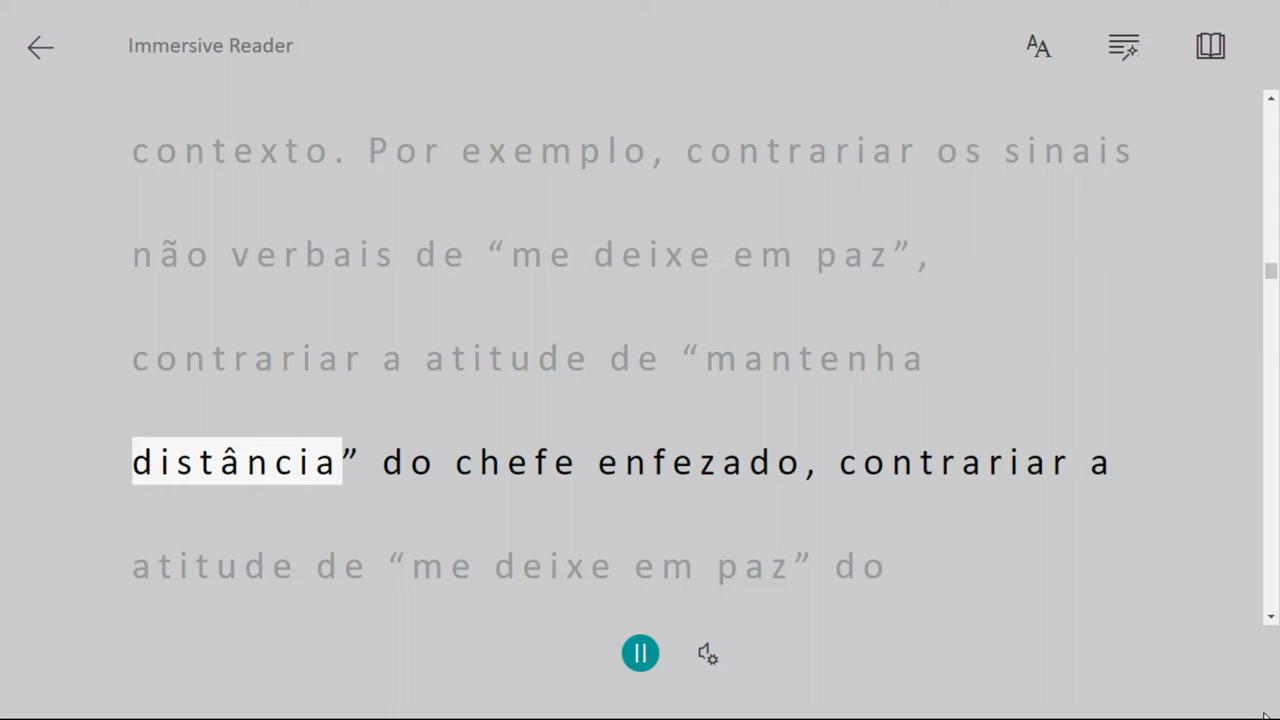 Immersive Reader
contexto. Por exemplo, contrariar os sinais
não verbais de “me deixe em paz”,
contrariar a atitude de “mantenha
distância” do chefe enfezado, contrariar a
atitude de “me deixe em paz” do